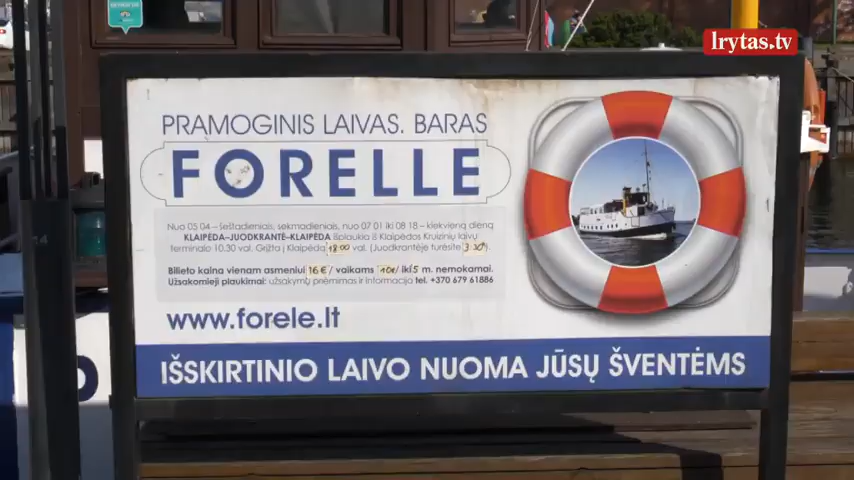 lrytas.tv
PRAMOGINIS LAIVAS. BARAS
FORELLE
Nuo 05 04 – šeštadieniais, sekmadieniais, nuo 07 01 iki 08 18 – kiekvieną dieną
KLAIPĖDA–JUODKRANTĖ–KLAIPĖDA išplaukia iš Klaipėdos Kruizinių laivų
terminalo 10.30 val. Grįžta į Klaipėdą 18:00 val. (Juodkrantėje turėsite
Bilieto kaina vienam asmeniui 16 €/ vaikams 10€/ iki 5 m. nemokamai.
Užsakomieji plaukimai: užsakymų priėmimas ir informacija tel. +370 679 61886
www.forele.lt
IŠSKIRTINIO LAIVO NUOMA JŪSŲ ŠVENTĖMS